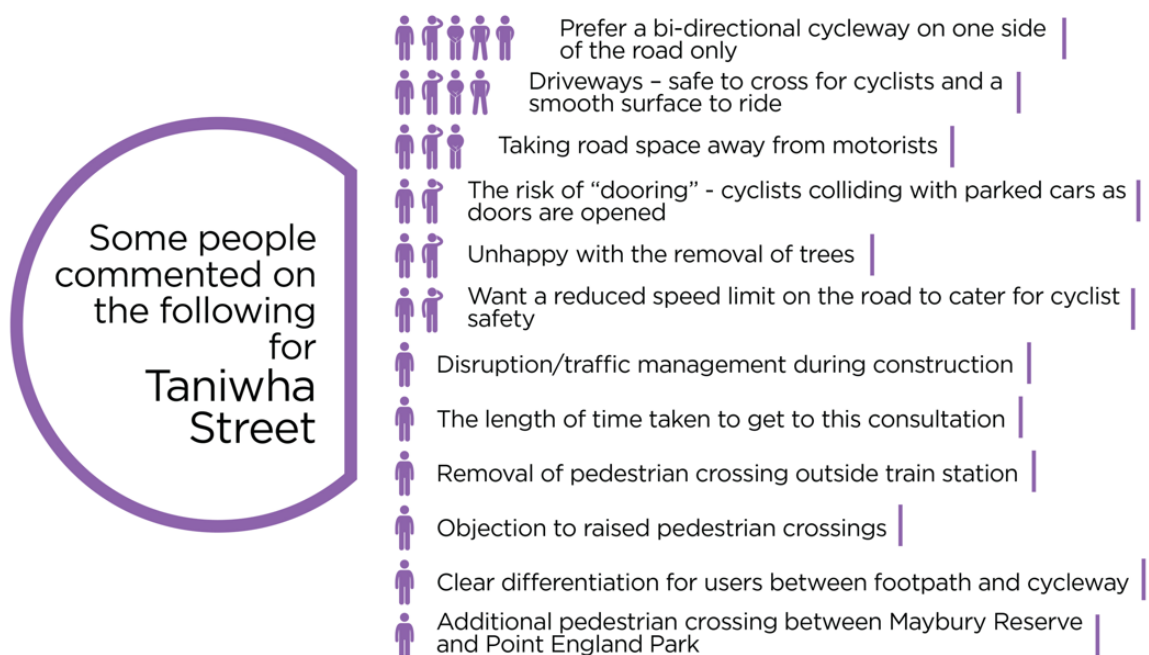 Some people
commented on
the following
for
Taniwha
Street
Prefer a bi-directional cycleway on one side
of the road only
Driveways – safe to cross for cyclists and a
smooth surface to ride
Taking road space away from motorists
The risk of “dooring” - cyclists colliding with parked cars as
doors are opened
Unhappy with the removal of trees
Want a reduced speed limit on the road to cater for cyclist
safety
Disruption/traffic management during construction
The length of time taken to get to this consultation
Removal of pedestrian crossing outside train station
Objection to raised pedestrian crossings
Clear differentiation for users between footpath and cycleway
Additional pedestrian crossing between Maybury Reserve
and Point England Park